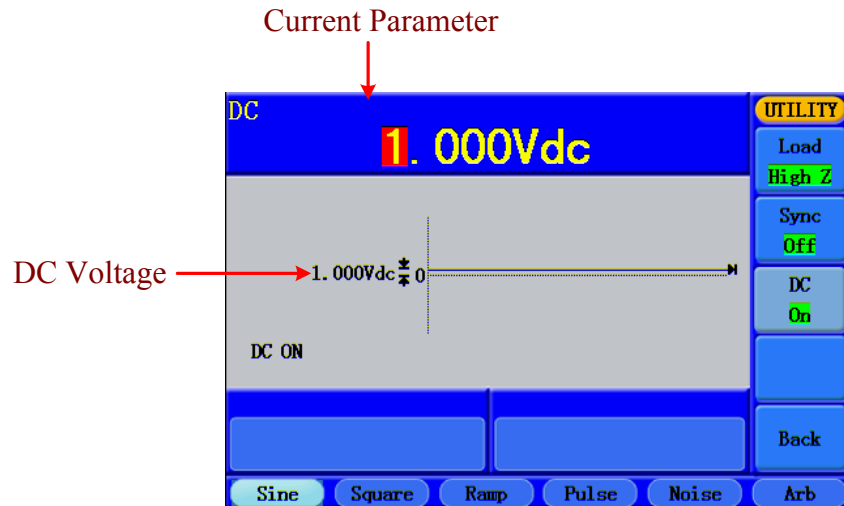 Current Parameter
DC
1. 000Vdc
UTILITY
Load
High Z
Sync
Off
DC Voltage
1. 000Vdc
0
DC
On
DC ON
Back
Sine
Square
Ramp
Pulse
Noise
Arb